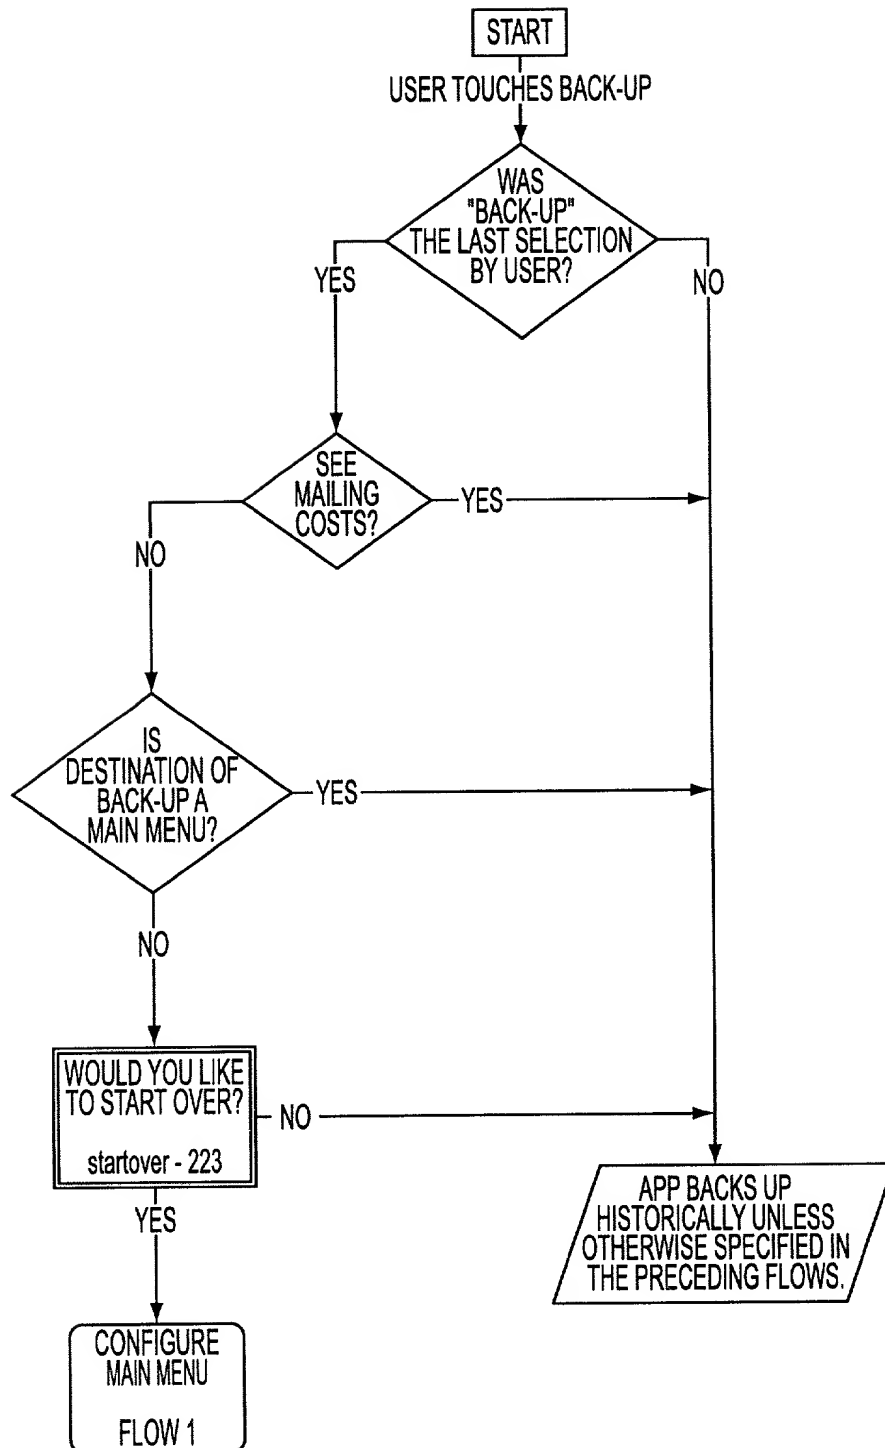 START
USER TOUCHES BACK-UP
WAS
"BACK-UP"
THE LAST SELECTION
BY USER?
YES
NO
SEE
MAILING
COSTS?
YES
NO
IS
DESTINATION OF
BACK-UP A
MAIN MENU?
YES
NO
WOULD YOU LIKE
TO START OVER?
startover - 223
NO
YES
APP BACKS UP
HISTORICALLY UNLESS
OTHERWISE SPECIFIED IN
THE PRECEDING FLOWS.
CONFIGURE
MAIN MENU
FLOW 1